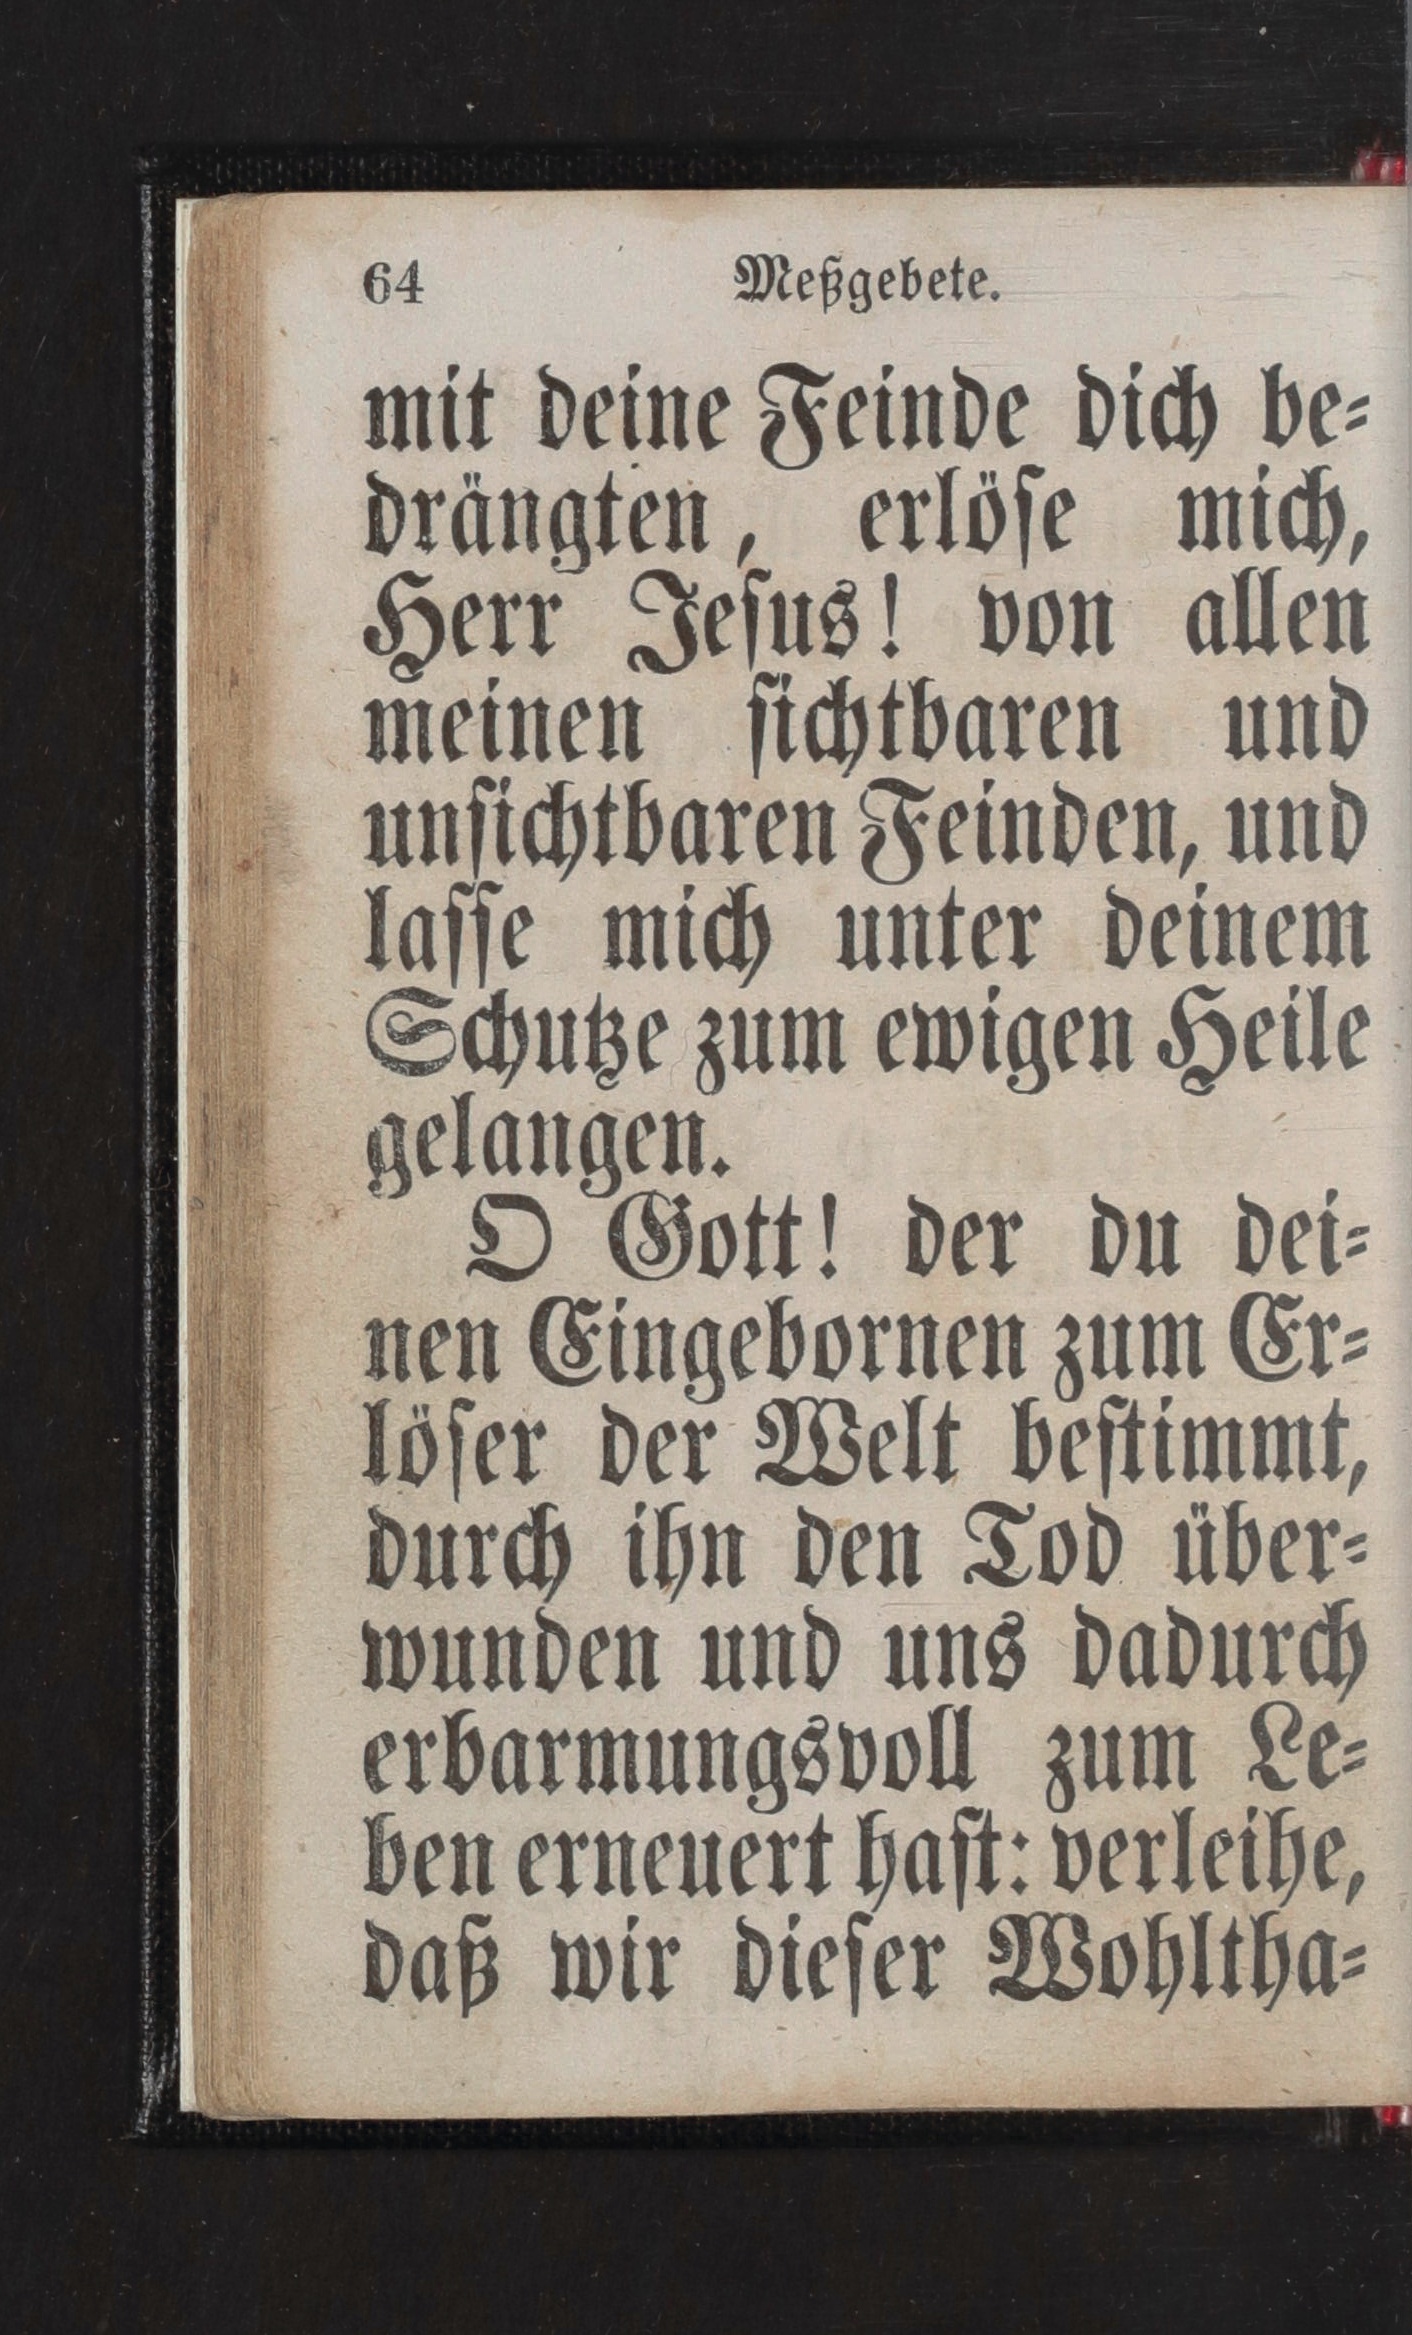 64 Meßgebete.
mit deine Feinde dich be⸗
drängten, erlöſe mich,
Herr Jeſus! von allen
meinen ſichtbaren und
unſichtbaren Feinden, und
laſſe mich unter deinem
Schutze zum ewigen Heile
gelangen.
O Gott! der du dei⸗
nen Eingebornen zum Er⸗
löſer der Welt beſtimmt,
durch ihn den Tod über⸗
wunden und uns dadurch
erbarmungsvoll zum Le⸗
ben erneuert haſt: verleihe,
daß wir dieſer Wohltha⸗